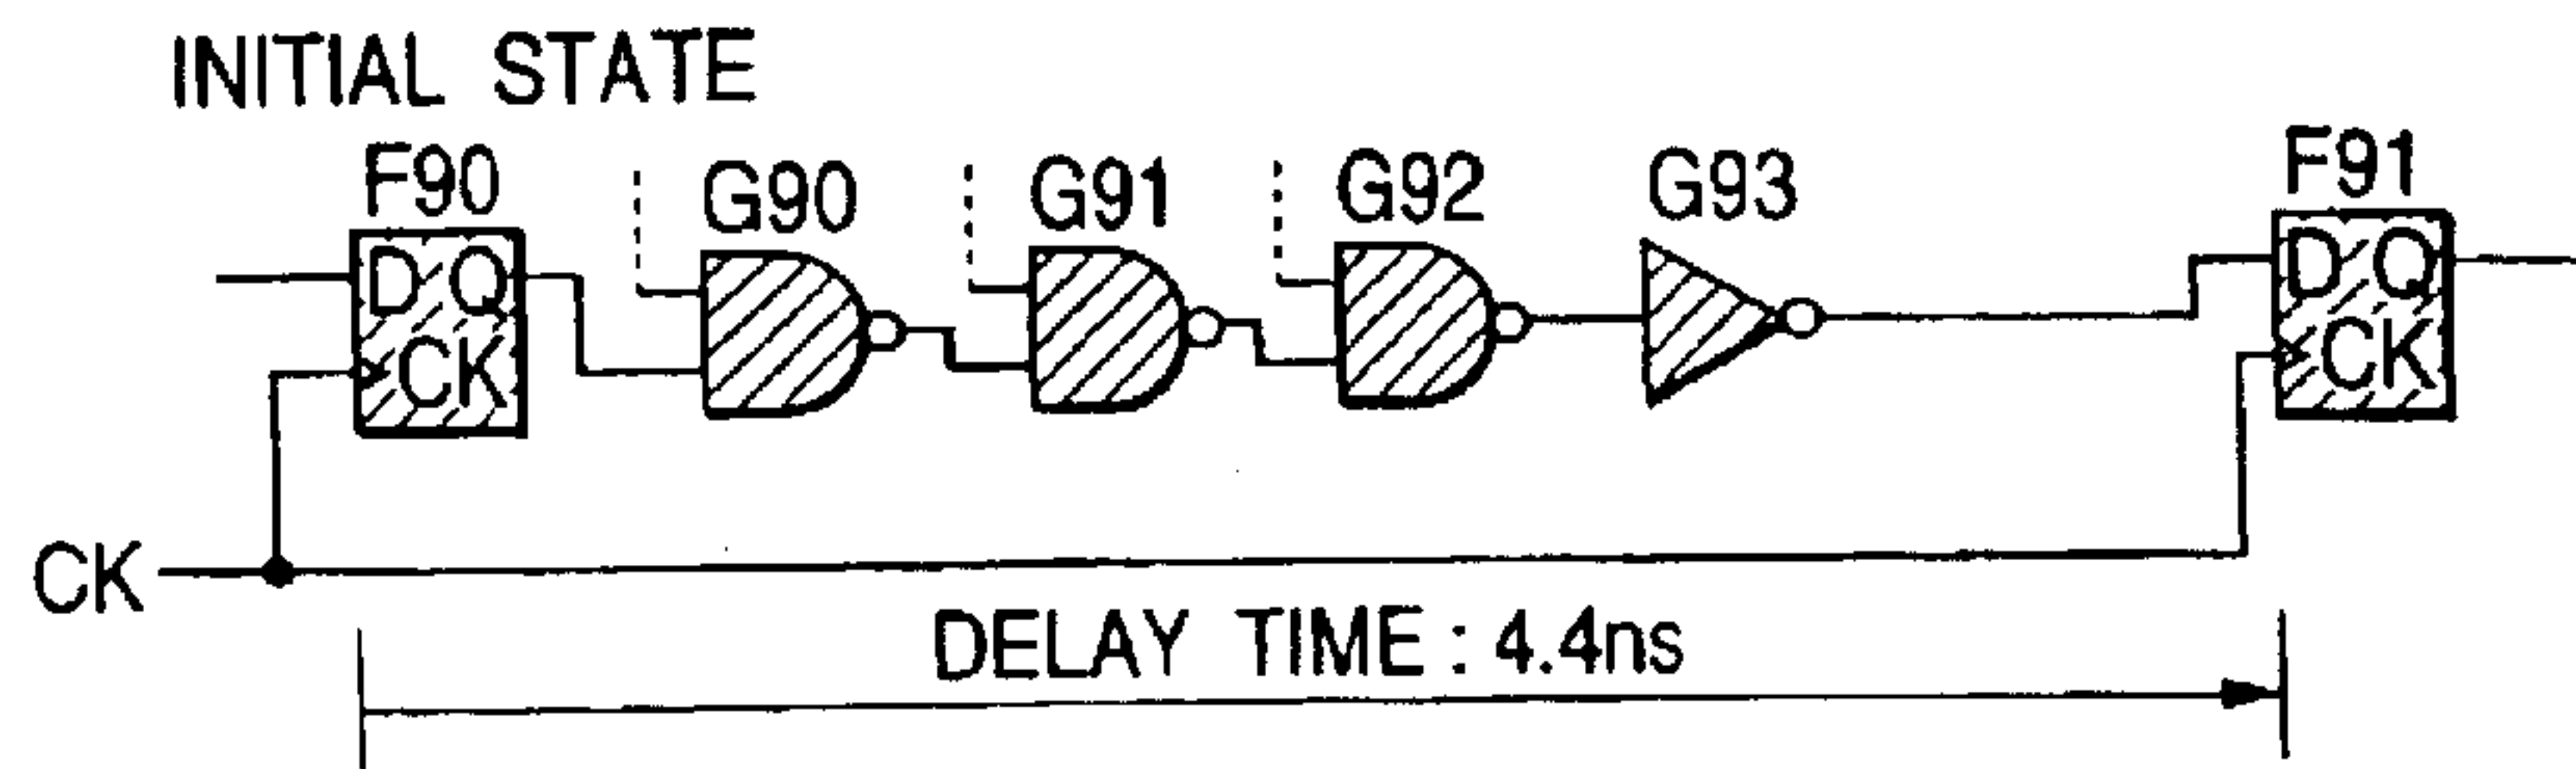 INITIAL STATE
F90 G90 G91 G92 G93 F91
D Q D Q
CK CK
CK
DELAY TIME : 4.4ns